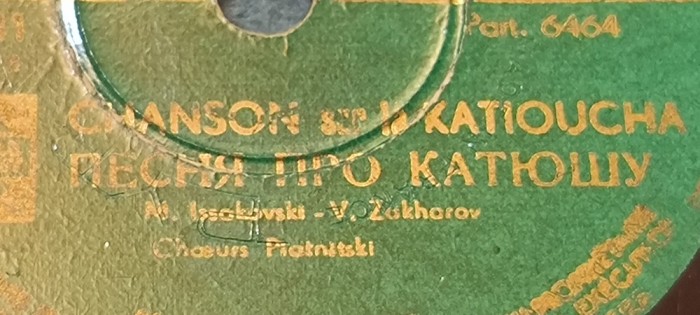 Part. 6464
CHANSON sur la KATIOUCHA
ПЕСНЯ ПРО КАТЮШУ
M. Issakovski - V. Zakharov
Chœurs Piatnitski